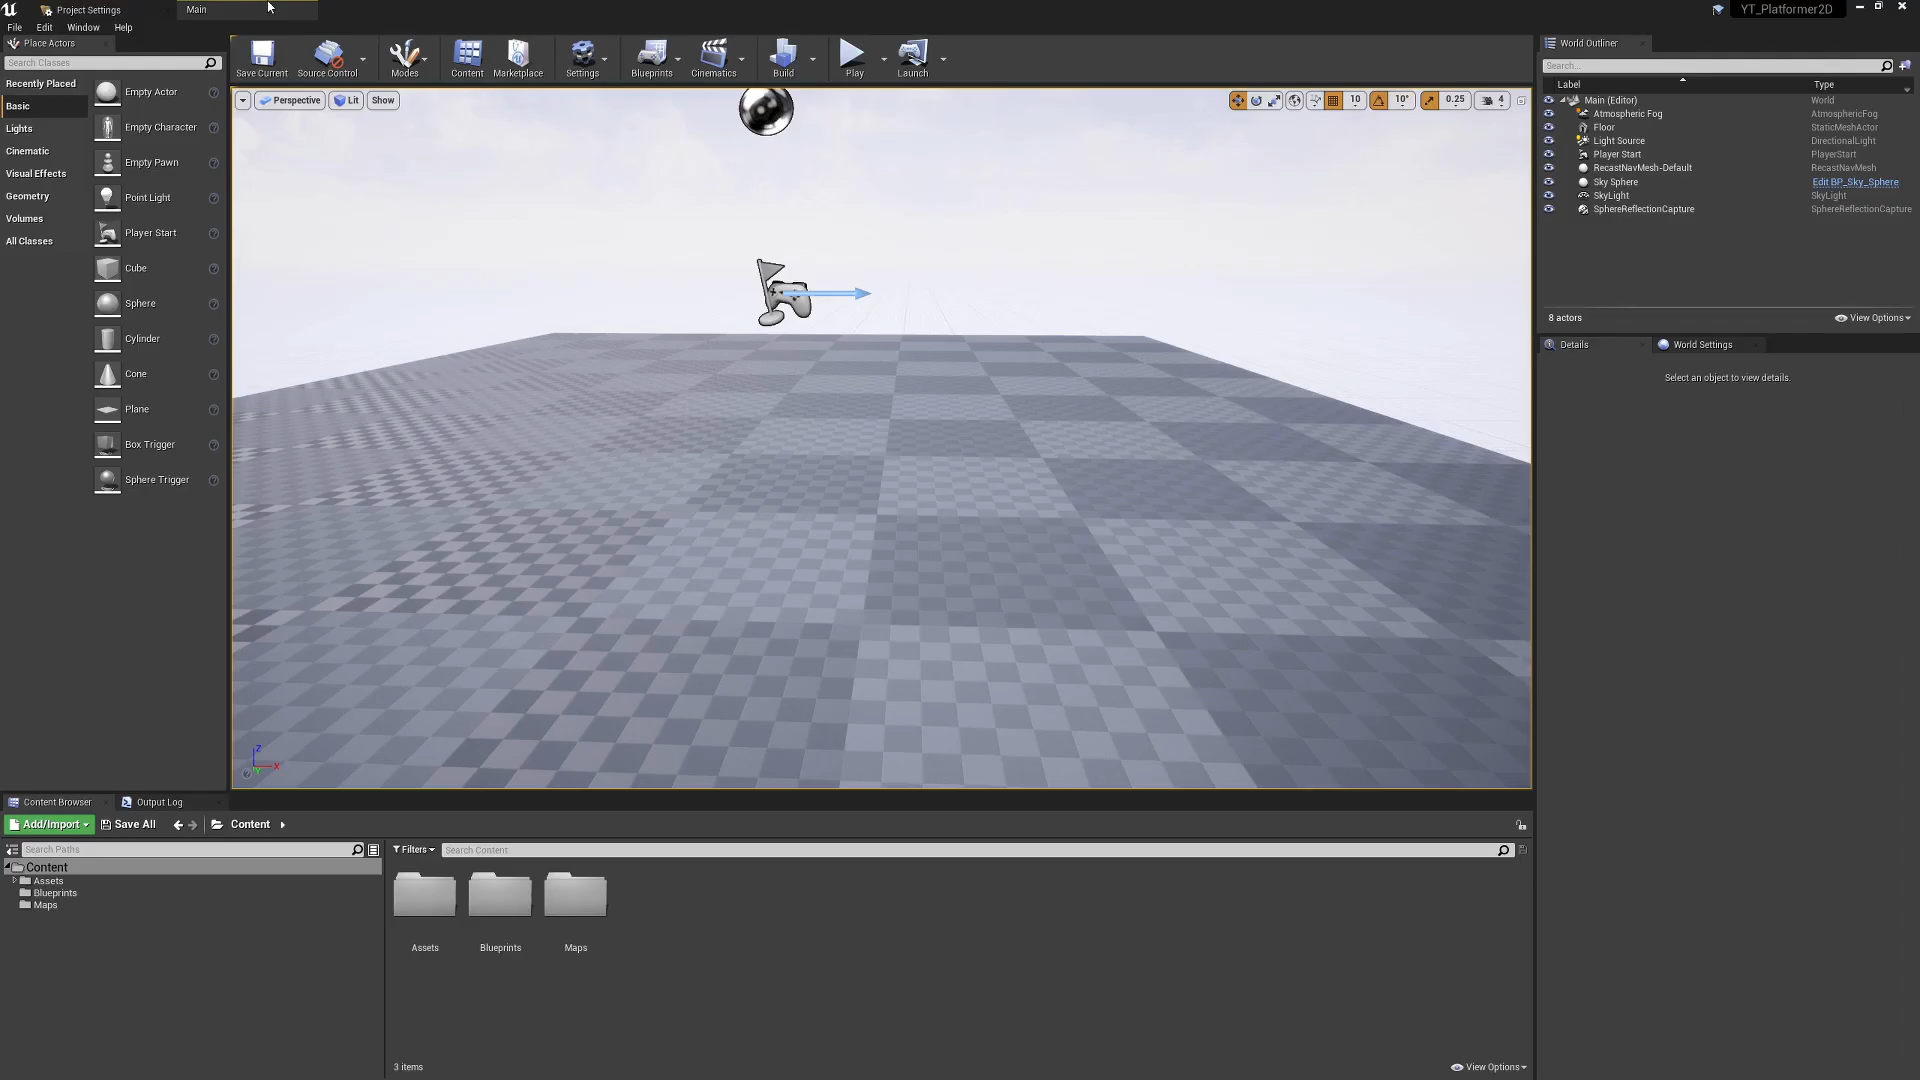 Project Settings
Main
YT_Platformer2D
File Edit Window Help
Place Actors
Search Classes
Recently Placed
Basic
Lights
Cinematic
Visual Effects
Geometry
Volumes
All Classes
Empty Actor
Empty Character
Empty Pawn
Point Light
Player Start
Cube
Sphere
Cylinder
Cone
Plane
Box Trigger
Sphere Trigger
Save Current
Source Control
Modes
Content
Marketplace
Settings
Blueprints
Cinematics
Build
Play
Launch
Perspective
Lit
Show
10
10°
0.25
4
Z
X
Y
World Outliner
Search...
Label Type
Main (Editor) World
Atmospheric Fog AtmosphericFog
Floor StaticMeshActor
Light Source DirectionalLight
Player Start PlayerStart
RecastNavMesh-Default RecastNavMesh
Sky Sphere Edit BP_Sky_Sphere
SkyLight SkyLight
SphereReflectionCapture SphereReflectionCapture
8 actors
View Options
Details
World Settings
Select an object to view details.
Content Browser
Output Log
Add/Import
Save All
Content
Search Paths
Content
Assets
Blueprints
Maps
Filters
Search Content
Assets
Blueprints
Maps
3 items
View Options